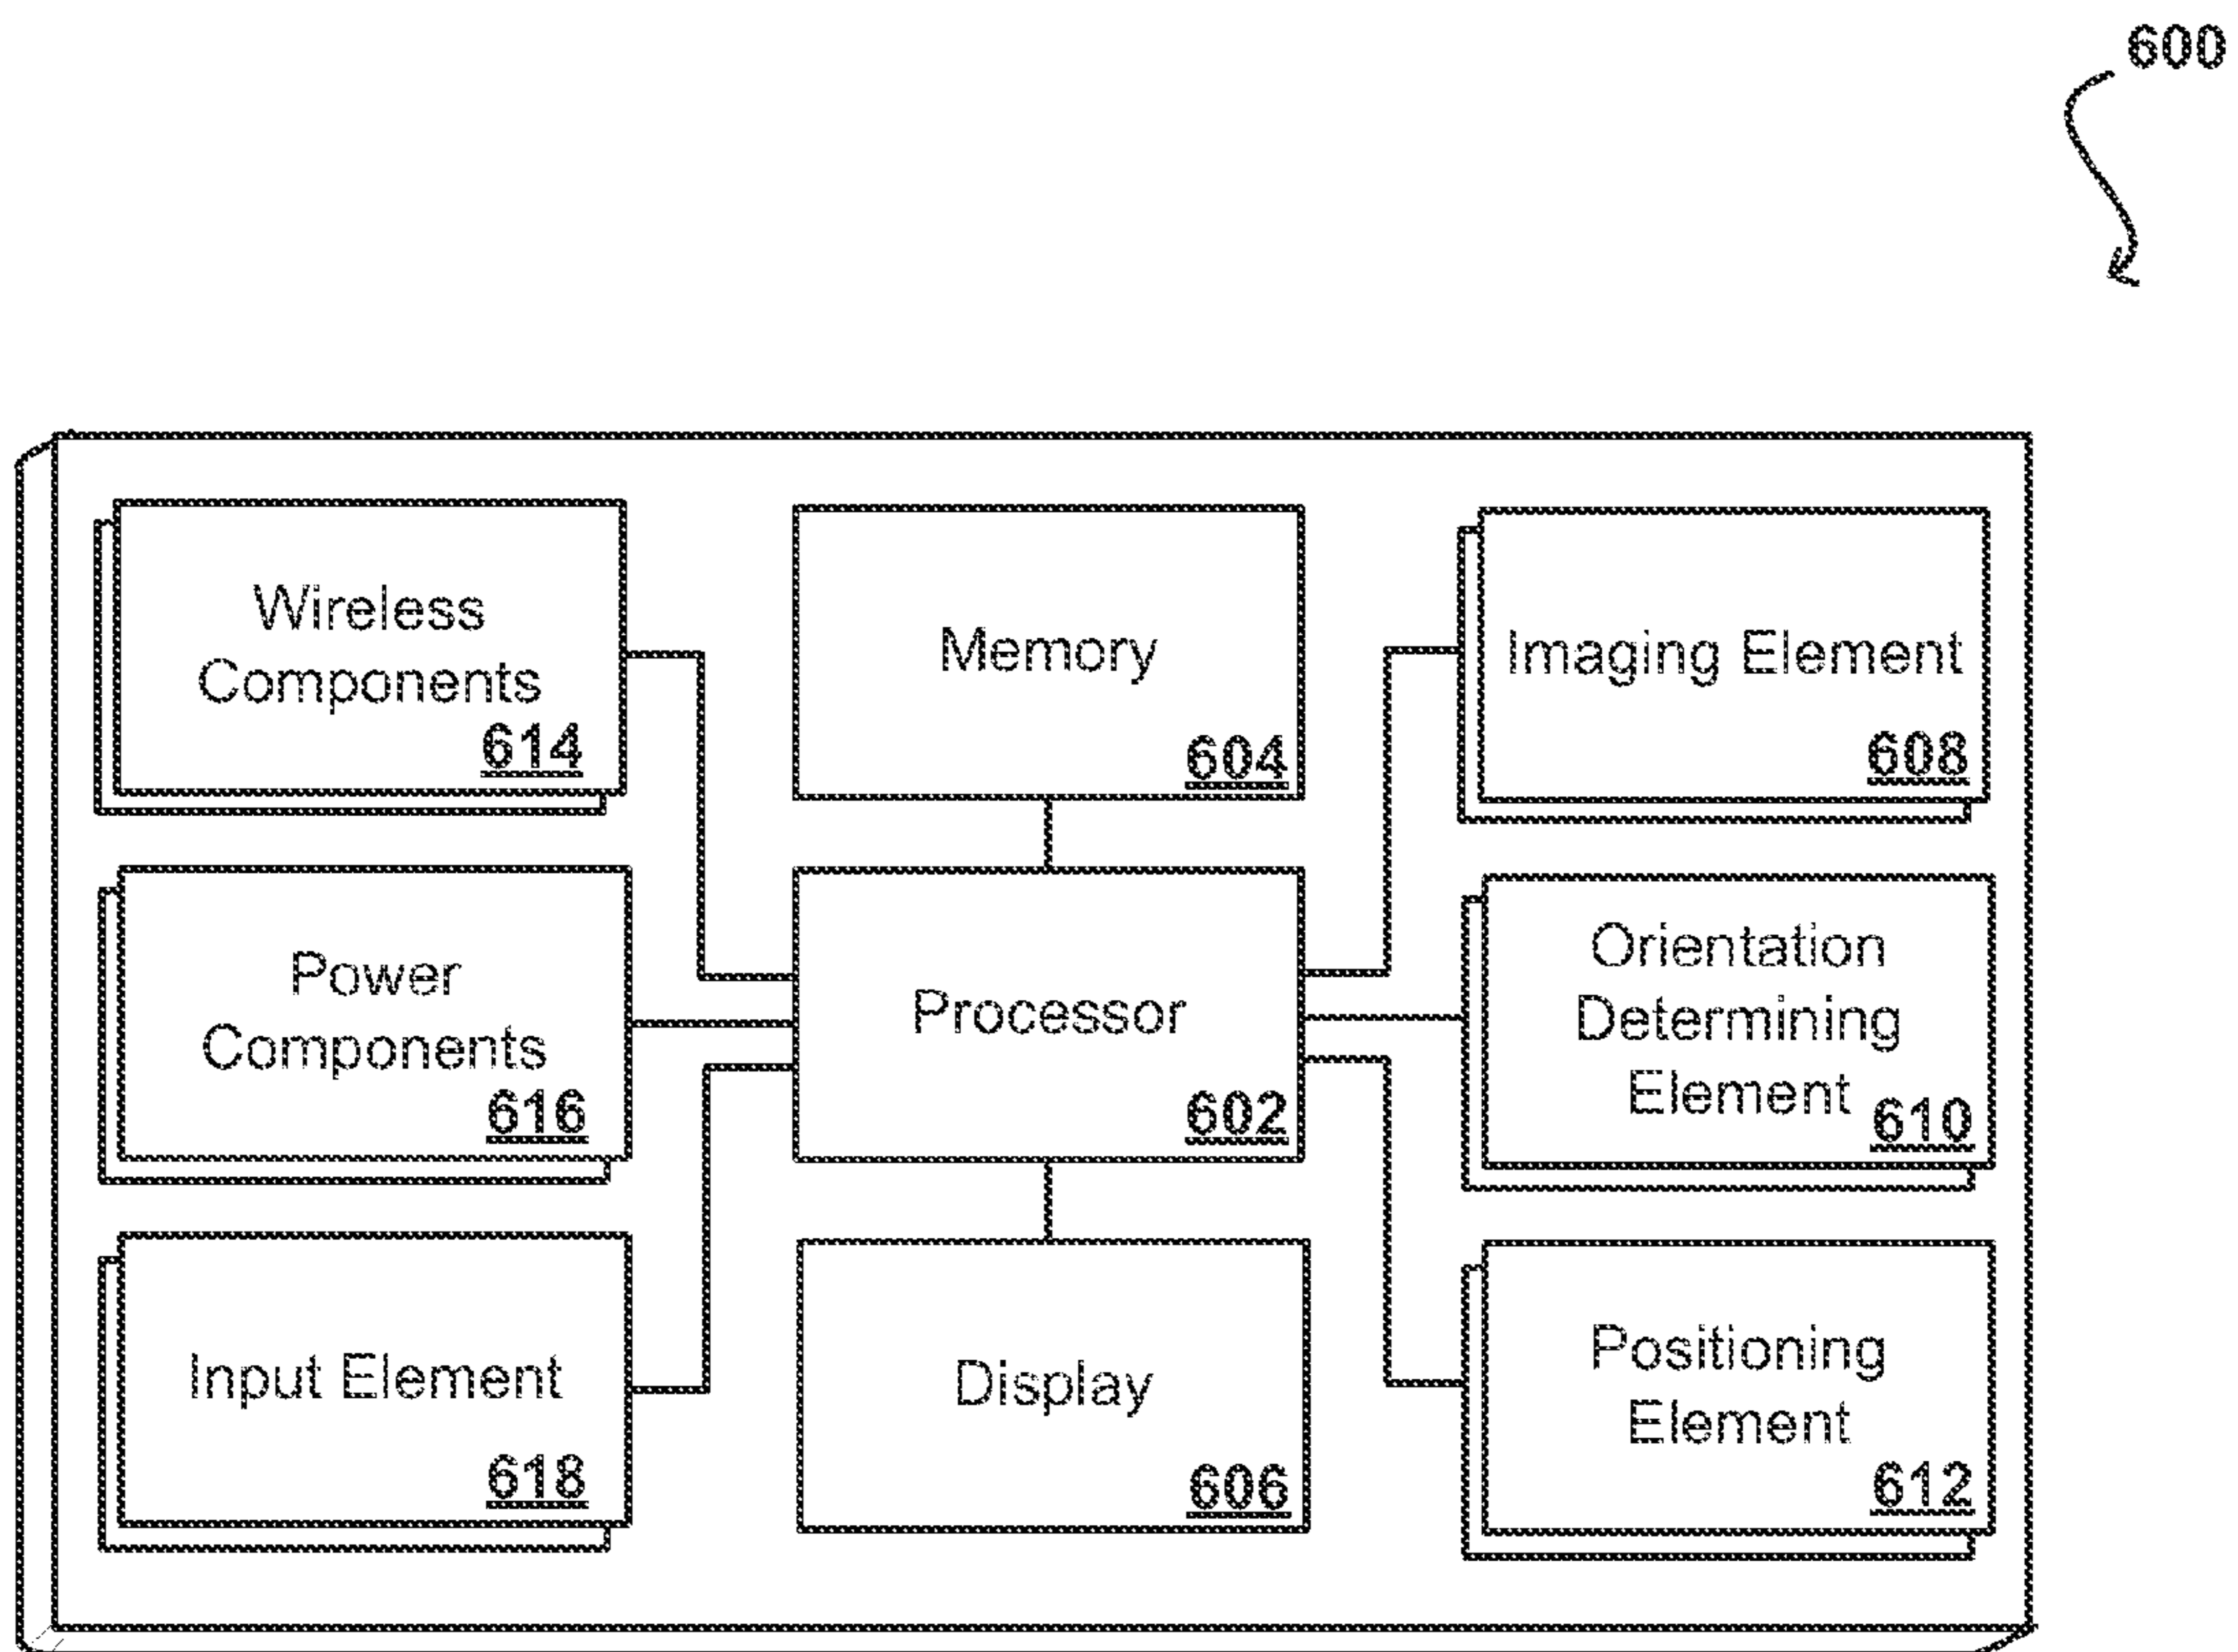 600
Wireless
Components
614
Memory
604
Imaging Element
608
Power
Components
616
Processor
602
Orientation
Determining
Element
610
Input Element
618
Display
606
Positioning
Element
612